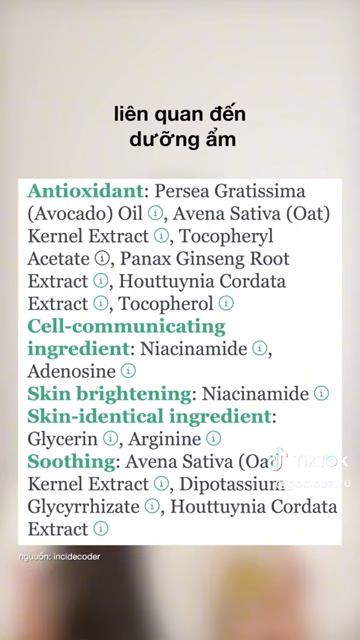 liên quan đến
dưỡng ẩm
Antioxidant: Persea Gratissima
(Avocado) Oil ⓘ, Avena Sativa (Oat)
Kernel Extract ⓘ, Tocopheryl
Acetate ⓘ, Panax Ginseng Root
Extract ⓘ, Houttuynia Cordata
Extract ⓘ, Tocopherol ⓘ
Cell-communicating
ingredient: Niacinamide ⓘ,
Adenosine ⓘ
Skin brightening: Niacinamide ⓘ
Skin-identical ingredient:
Glycerin ⓘ, Arginine ⓘ
Soothing: Avena Sativa (Oat)
Kernel Extract ⓘ, Dipotassium
Glycyrrhizate ⓘ, Houttuynia Cordata
Extract ⓘ
TikTok
nguuồn: incidecoder